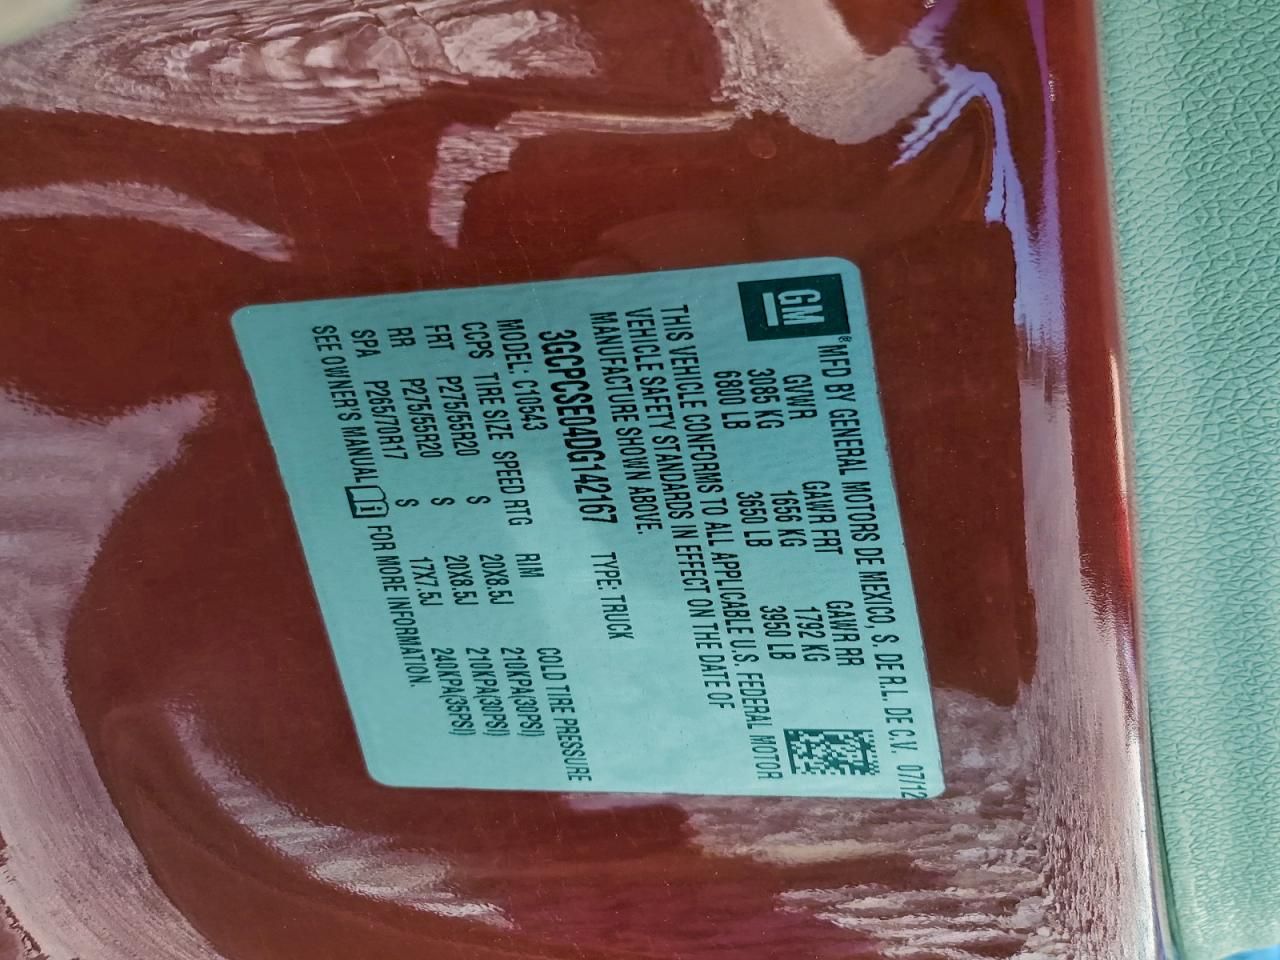 GM
® MFD BY GENERAL MOTORS DE MEXICO, S. DE R.L. DE C.V. 07/12
GVWR GAWR FRT GAWR RR
3085 KG 1656 KG 1792 KG
6800 LB 3650 LB 3950 LB
THIS VEHICLE CONFORMS TO ALL APPLICABLE U.S. FEDERAL MOTOR
VEHICLE SAFETY STANDARDS IN EFFECT ON THE DATE OF
MANUFACTURE SHOWN ABOVE.
3GCPCSE04DG142167 TYPE: TRUCK
MODEL: C10543
CCPS TIRE SIZE SPEED RTG RIM COLD TIRE PRESSURE
FRT P275/55R20 S 20X8.5J 210KPA(30PSI)
RR P275/55R20 S 20X8.5J 210KPA(30PSI)
SPA P265/70R17 S 17X7.5J 240KPA(35PSI)
SEE OWNER'S MANUAL i FOR MORE INFORMATION.